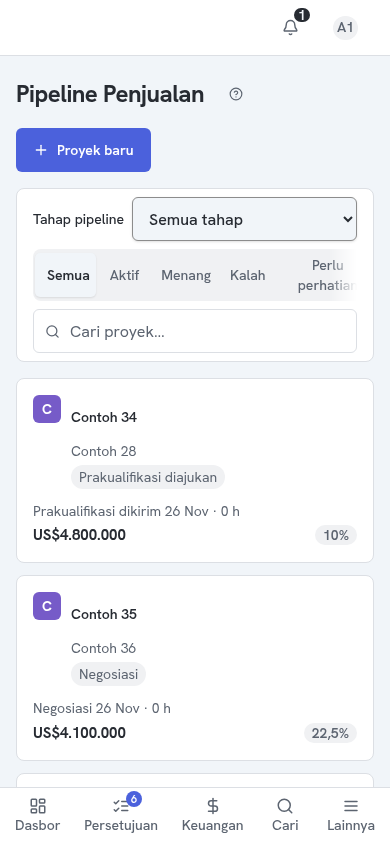 1
A1
Pipeline Penjualan
Proyek baru
Tahap pipeline
Semua tahap
Semua
Aktif
Menang
Kalah
Perlu
perhatian
Cari proyek...
C
Contoh 34
Contoh 28
Prakualifikasi diajukan
Prakualifikasi dikirim 26 Nov · 0 h
US$4.800.000
10%
C
Contoh 35
Contoh 36
Negosiasi
Negosiasi 26 Nov · 0 h
US$4.100.000
22,5%
6
Dasbor
Persetujuan
Keuangan
Cari
Lainnya